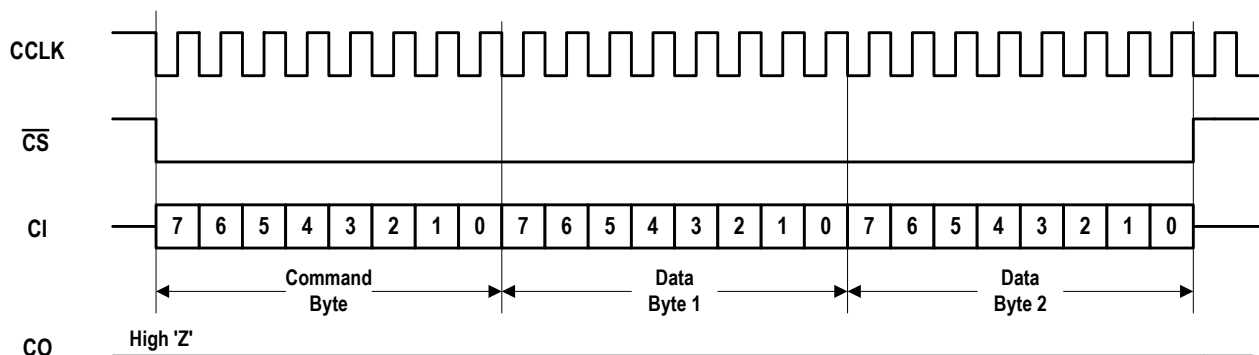 CCLK
CS
CI
7 6 5 4 3 2 1 0 7 6 5 4 3 2 1 0 7 6 5 4 3 2 1 0
Command
Byte
Data
Byte 1
Data
Byte 2
CO
High 'Z'